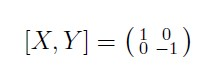 [X, Y] = ( 1 0
0 −1 )